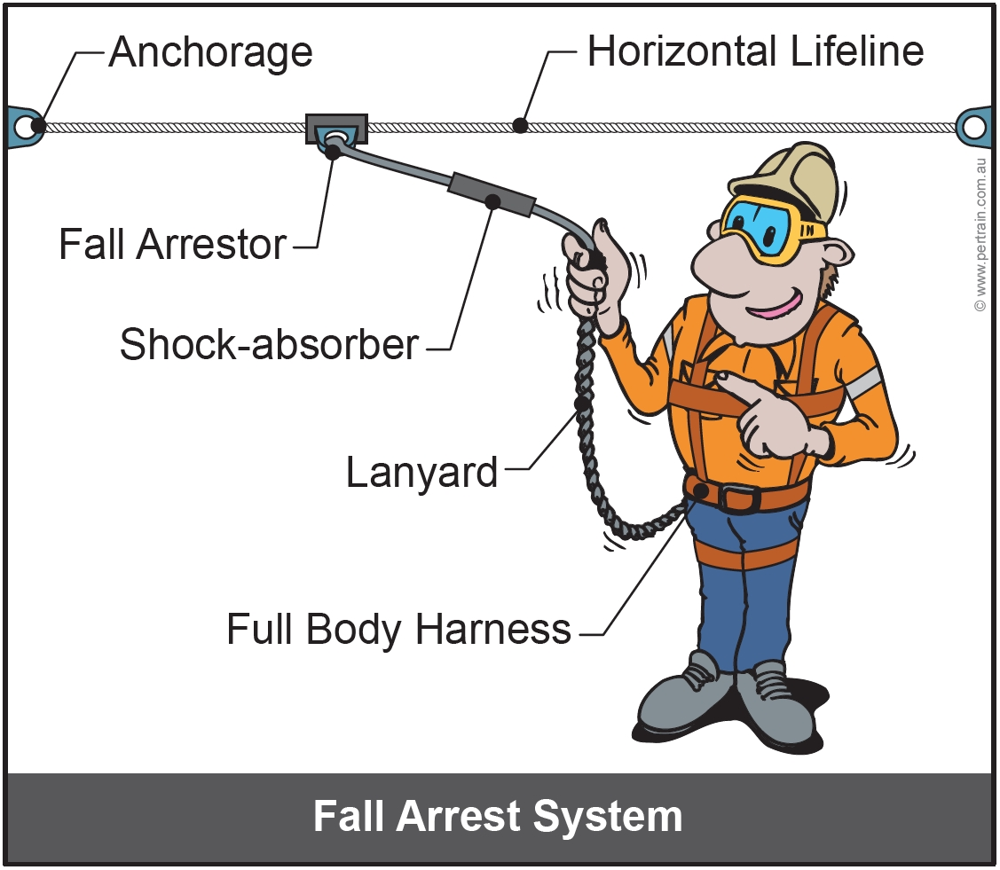 Anchorage
Horizontal Lifeline
Fall Arrestor
Shock-absorber
Lanyard
Full Body Harness
© www.pertrain.com.au
Fall Arrest System